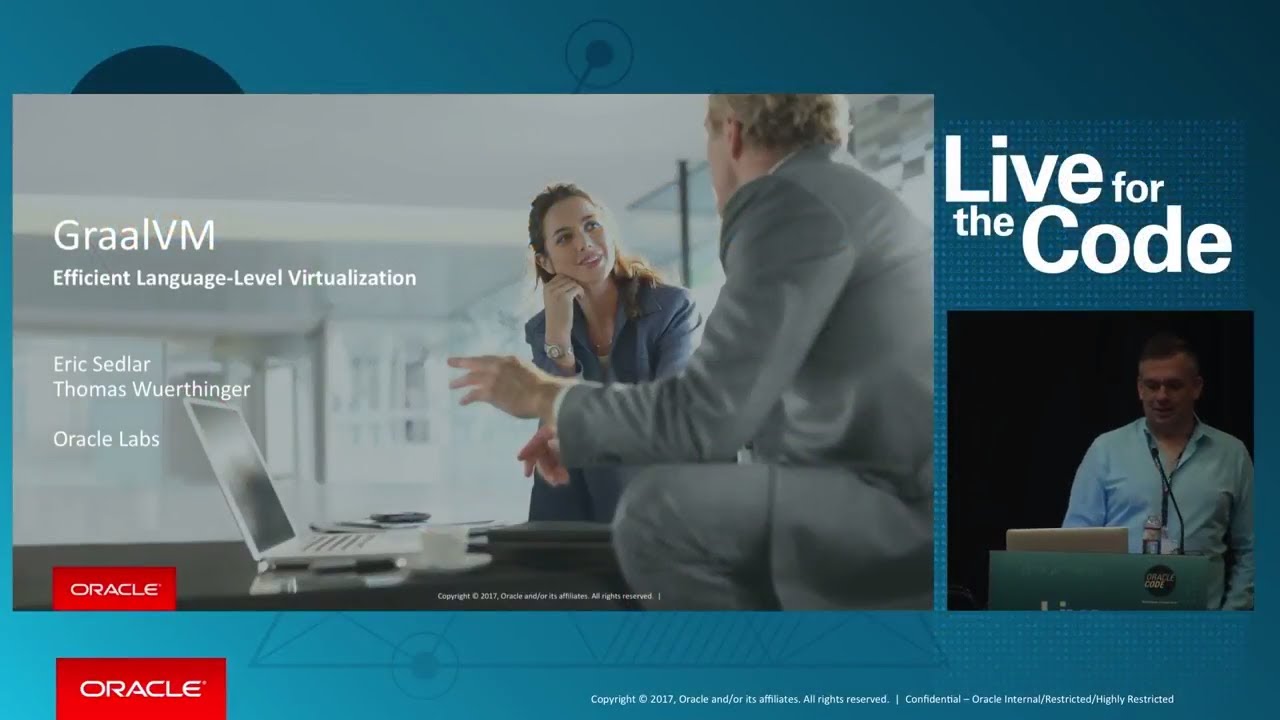 GraalVM
Efficient Language-Level Virtualization
Eric Sedlar
Thomas Wuerthinger
Oracle Labs
ORACLE®
Copyright © 2017, Oracle and/or its affiliates. All rights reserved. |
Live for
the Code
ORACLE
CODE
Live
ORACLE®
Copyright © 2017, Oracle and/or its affiliates. All rights reserved. | Confidential – Oracle Internal/Restricted/Highly Restricted